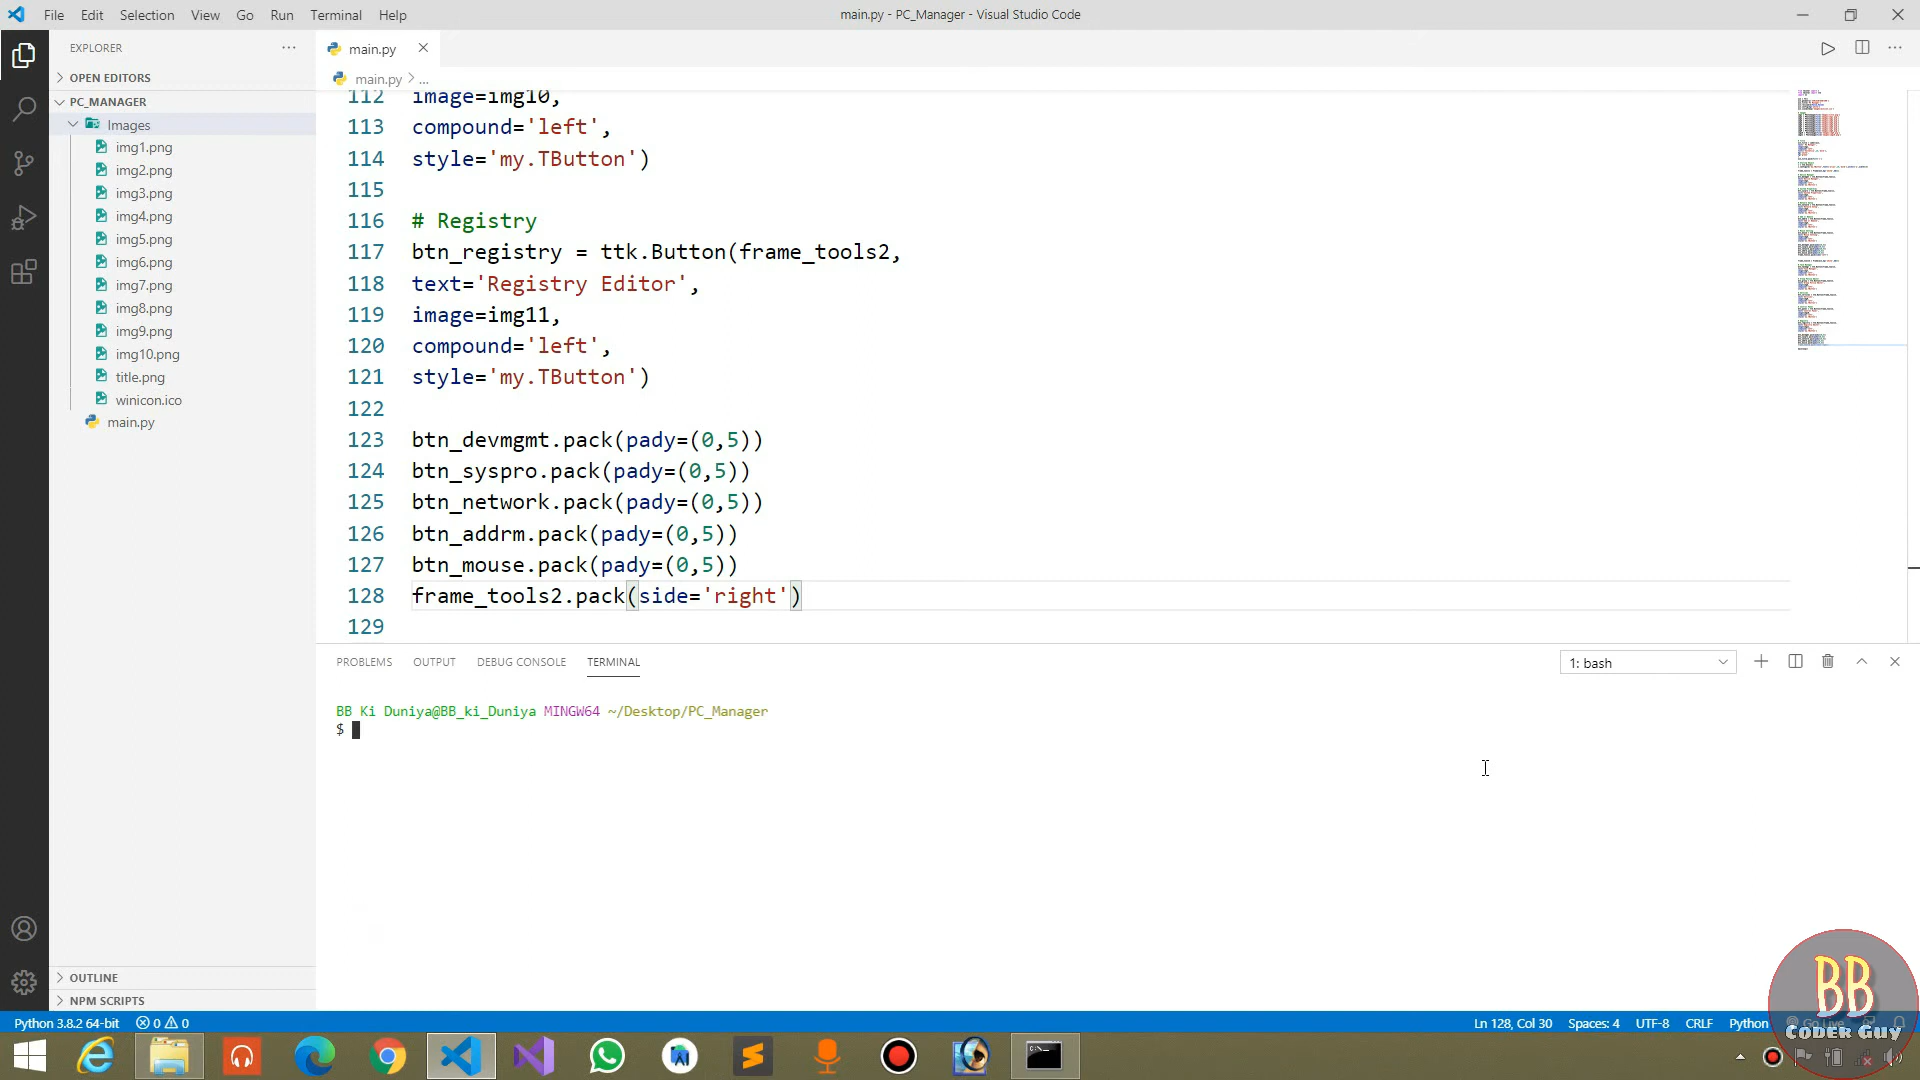 File Edit Selection View Go Run Terminal Help
main.py - PC_Manager - Visual Studio Code
EXPLORER
OPEN EDITORS
PC_MANAGER
Images
img1.png
img2.png
img3.png
img4.png
img5.png
img6.png
img7.png
img8.png
img9.png
img10.png
title.png
winicon.ico
main.py
OUTLINE
NPM SCRIPTS
main.py
main.py > ...
112 image=img10,
113 compound='left',
114 style='my.TButton')
115
116 # Registry
117 btn_registry = ttk.Button(frame_tools2,
118 text='Registry Editor',
119 image=img11,
120 compound='left',
121 style='my.TButton')
122
123 btn_devmgmt.pack(pady=(0,5))
124 btn_syspro.pack(pady=(0,5))
125 btn_network.pack(pady=(0,5))
126 btn_addrm.pack(pady=(0,5))
127 btn_mouse.pack(pady=(0,5))
128 frame_tools2.pack(side='right')
129
PROBLEMS OUTPUT DEBUG CONSOLE TERMINAL
1: bash
BB Ki Duniya@BB_ki_Duniya MINGW64 ~/Desktop/PC_Manager
$
Python 3.8.2 64-bit 0 0
Ln 128, Col 30 Spaces: 4 UTF-8 CRLF Python Go Live
BB
CODER GUY